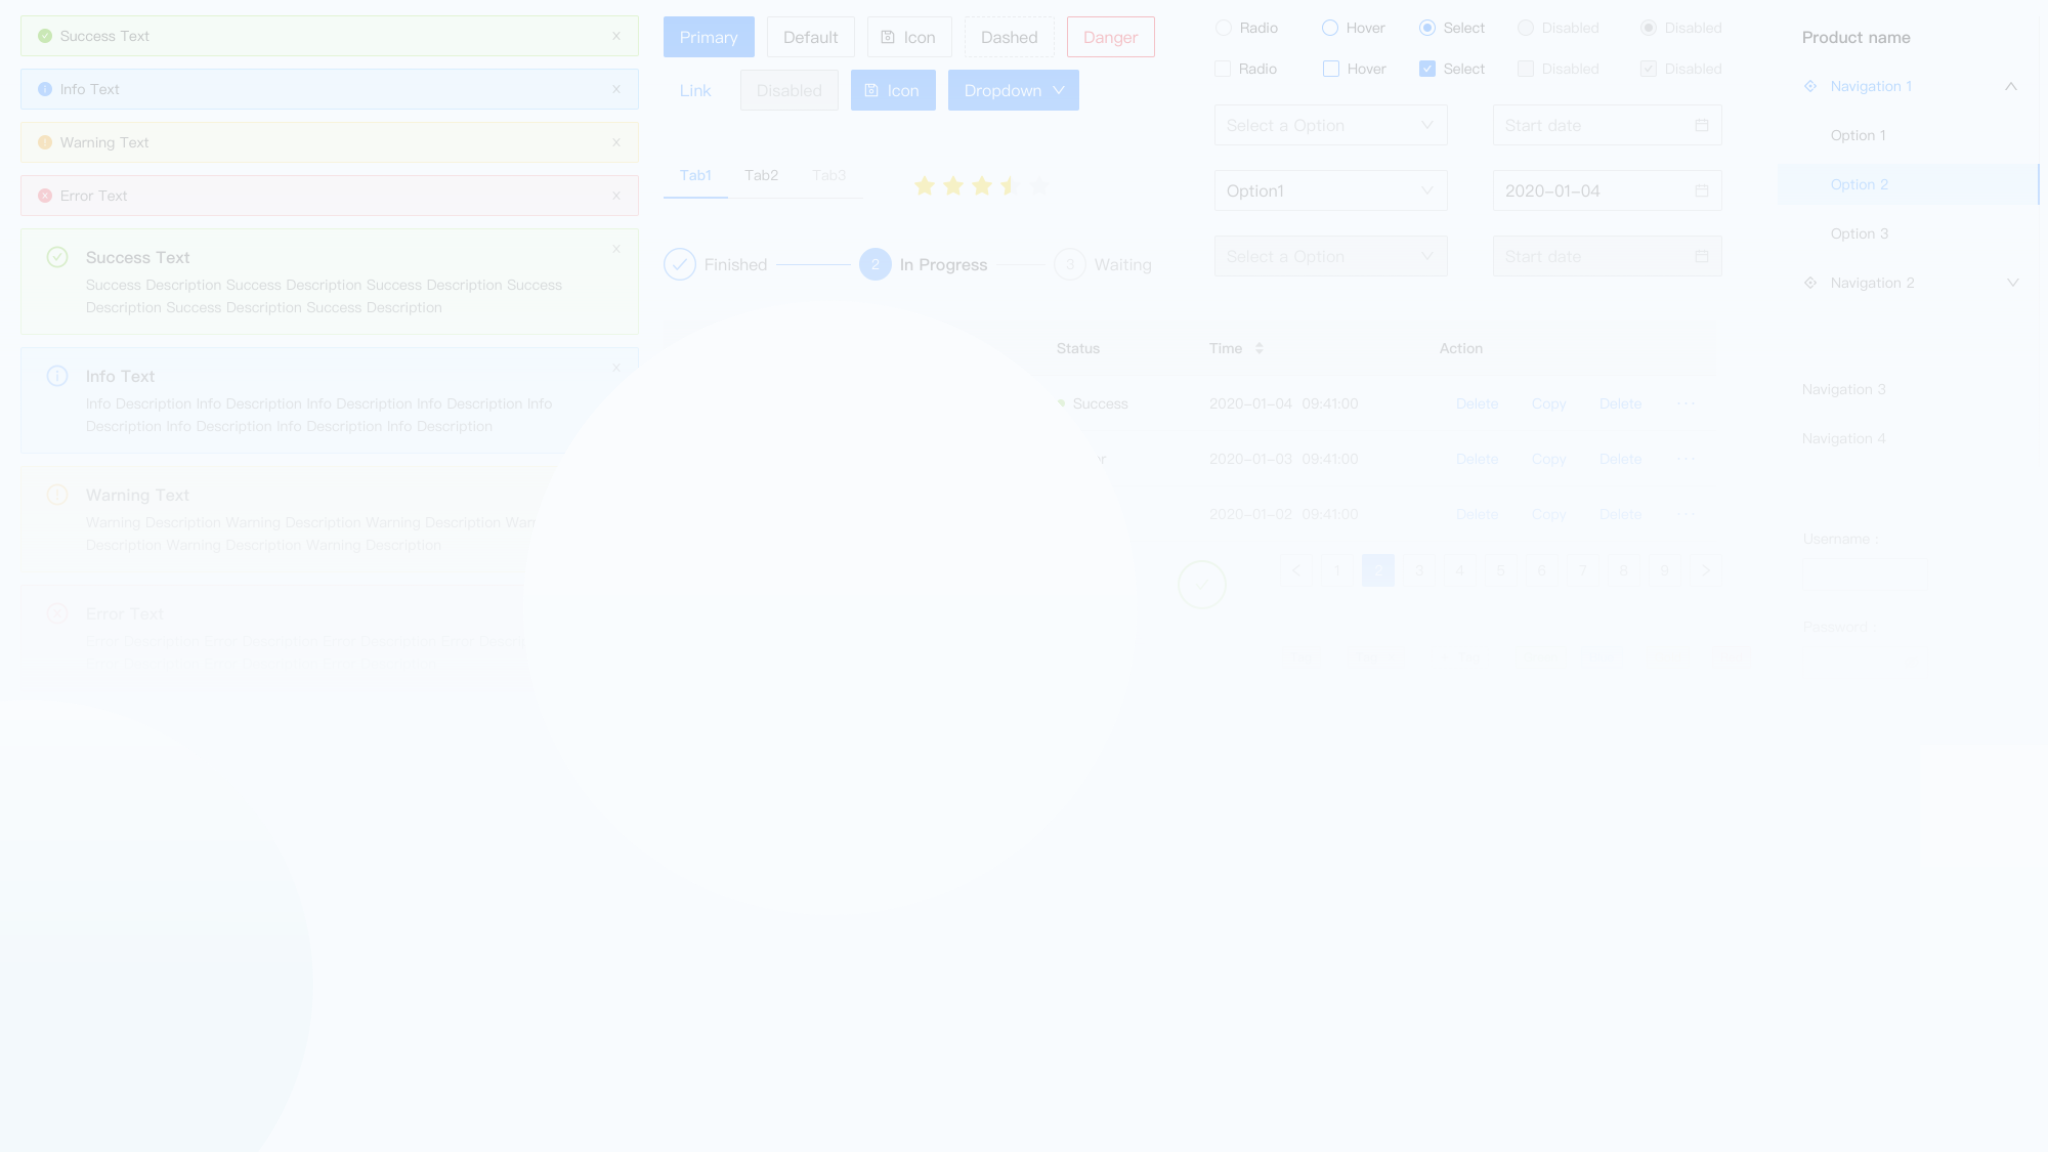 Success Text
Info Text
Warning Text
Error Text
Success Text
Success Description Success Description Success Description Success
Description Success Description Success Description
Info Text
Info Description Info Description Info Description Info Description Info
Description Info Description Info Description Info Description
Warning Text
Warning Description Warning Description Warning Description Warn
Description Warning Description Warning Description
Error Text
Error Description Error Description Error Description Error
Primary Default Icon Dashed Danger
Link Disabled Icon Dropdown
Tab1 Tab2 Tab3
Finished 2 In Progress 3 Waiting
Radio Hover Select Disabled Disabled
Radio Hover Select Disabled Disabled
Select a Option Start date
Option1 2020-01-04
Select a Option Start date
Status Time Action
Success 2020-01-04 09:41:00 Delete Copy Delete ···
2020-01-03 09:41:00 Delete Copy Delete ···
2020-01-02 09:41:00 Delete Copy Delete ···
1 2 3 4 5 6 7 8 9
Product name
Navigation 1
Option 1
Option 2
Option 3
Navigation 2
Navigation 3
Navigation 4
Username :
Password :